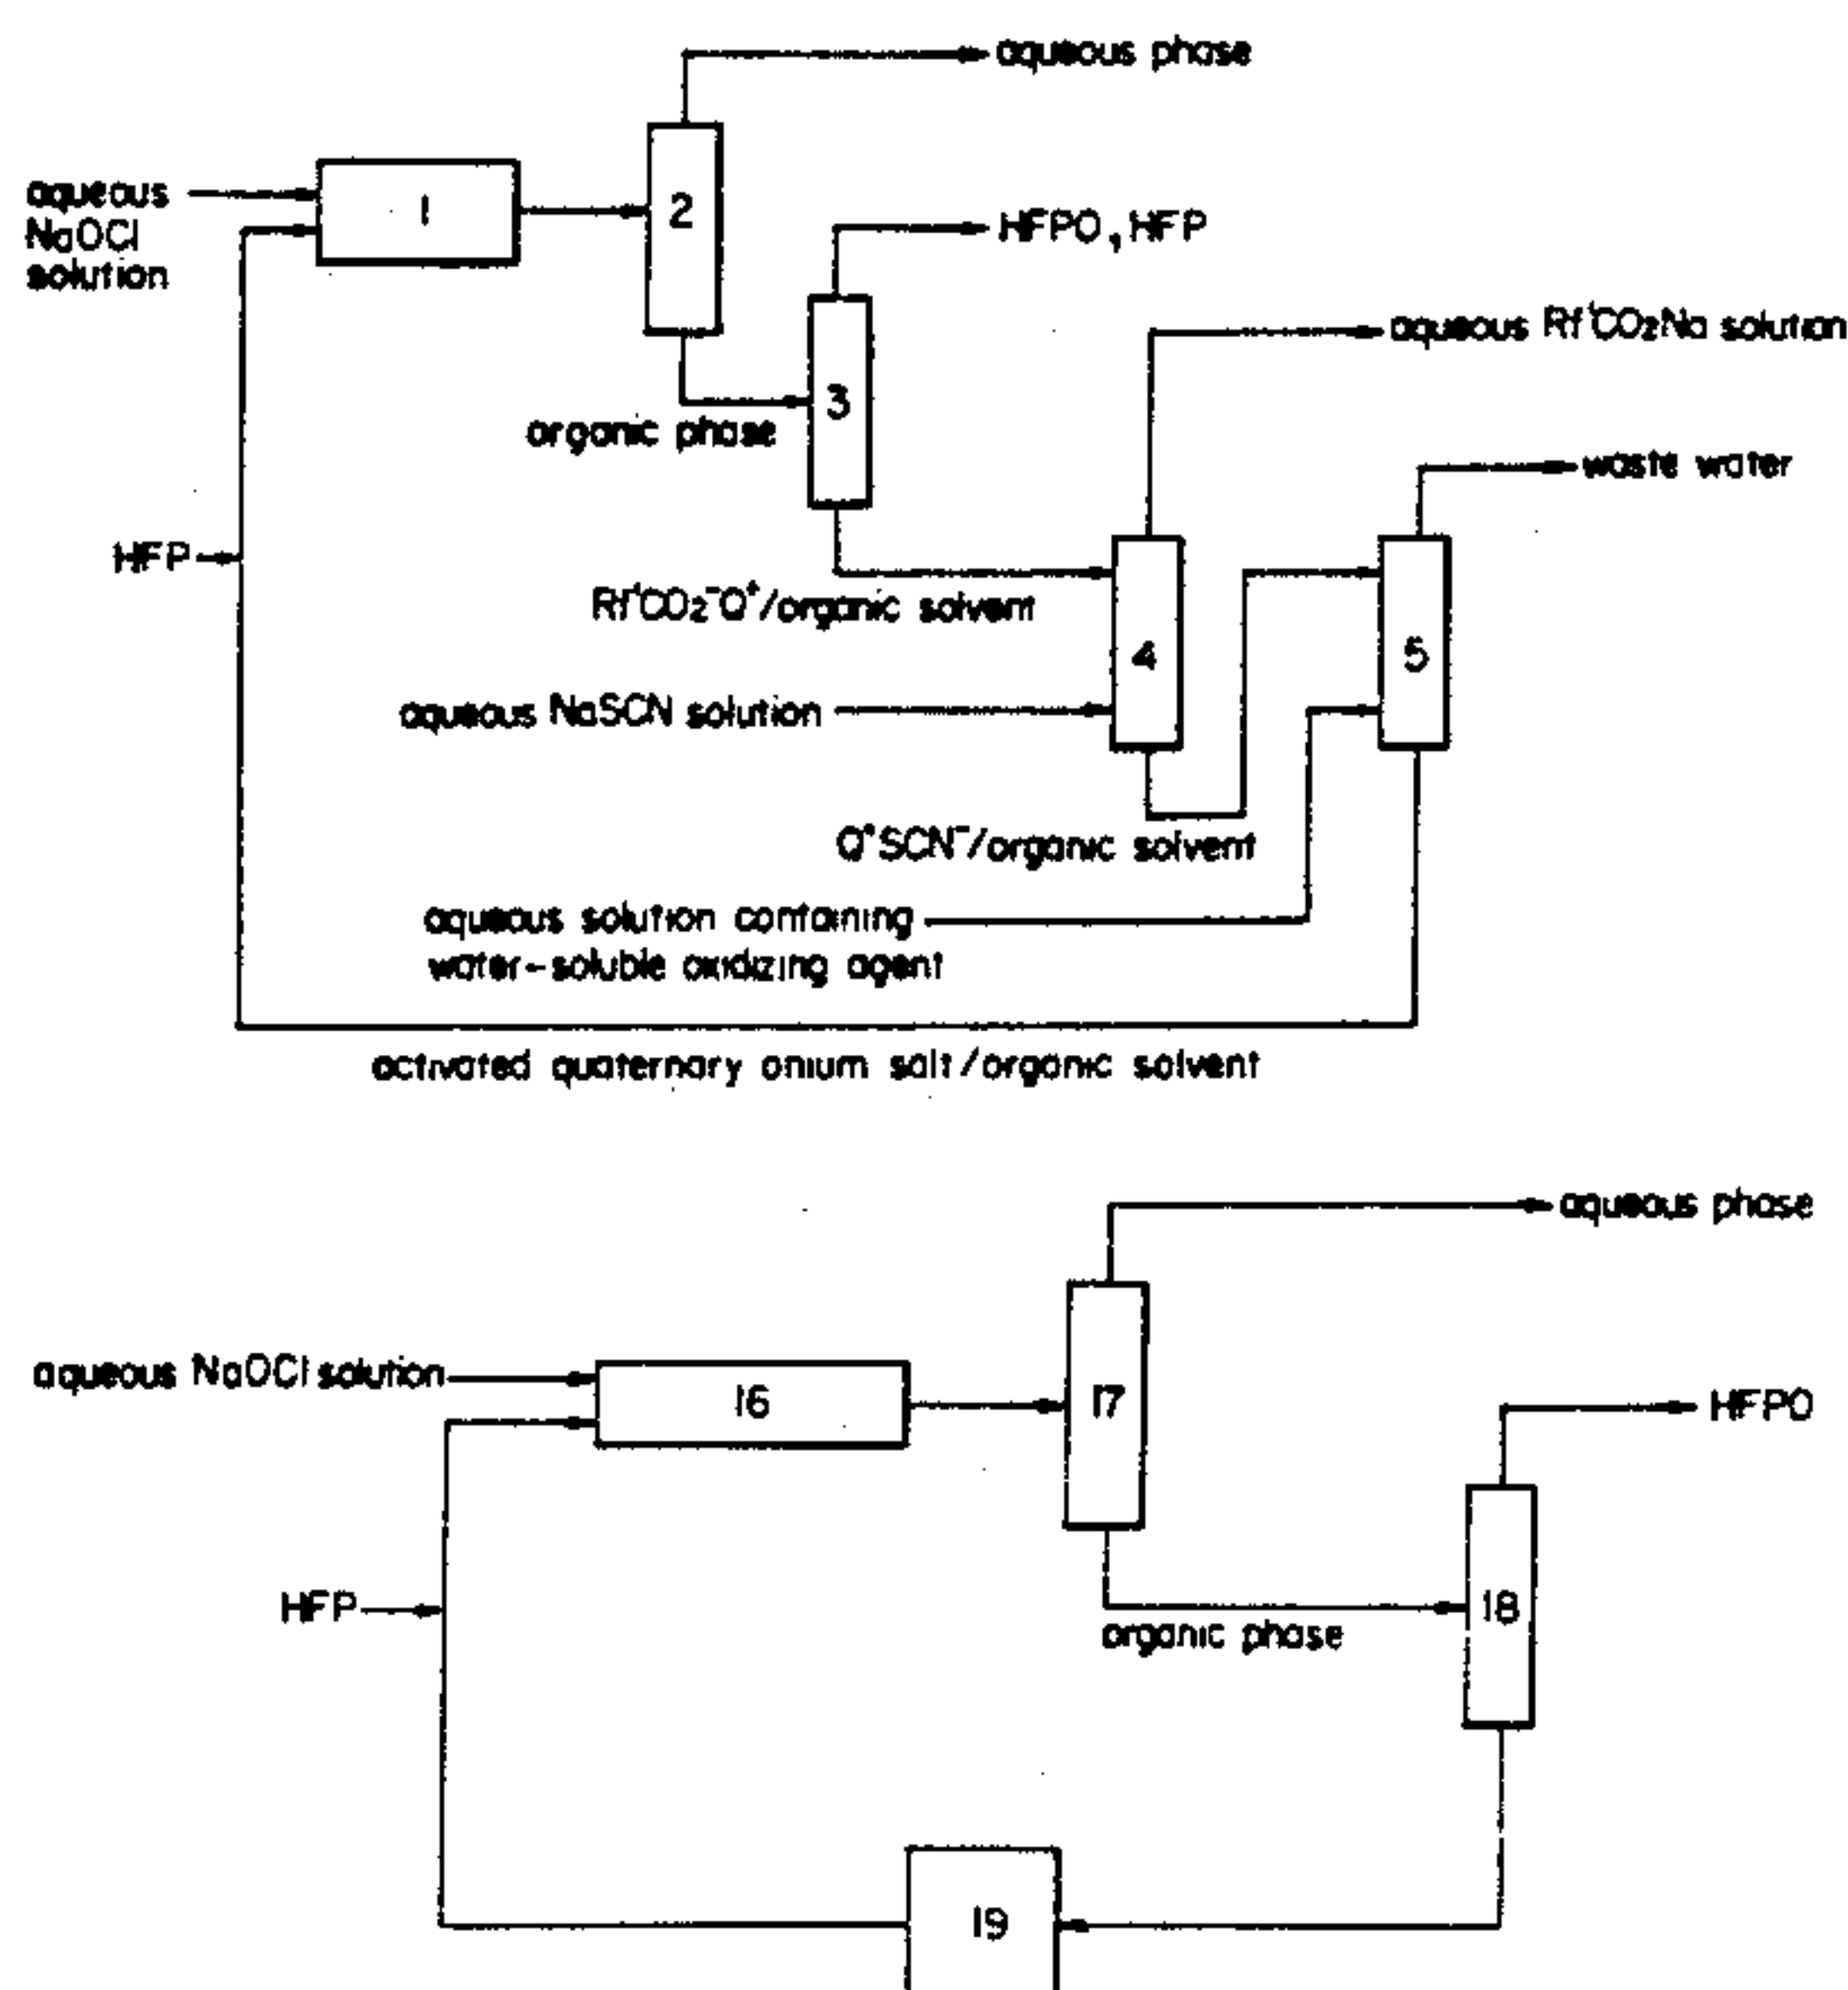 aqueous phase
aqueous
NaOCl
solution
1
2
HFPO, HFP
aqueous Rf'CO₂Na solution
3
organic phase
waste water
HFP
Rf'CO₂⁻Q⁺/organic solvent
4
5
aqueous NaSCN solution
Q⁺SCN⁻/organic solvent
aqueous solution containing
water-soluble oxidizing agent
activated quaternary onium salt/organic solvent
aqueous phase
aqueous NaOCl solution
16
17
HFPO
HFP
18
organic phase
19